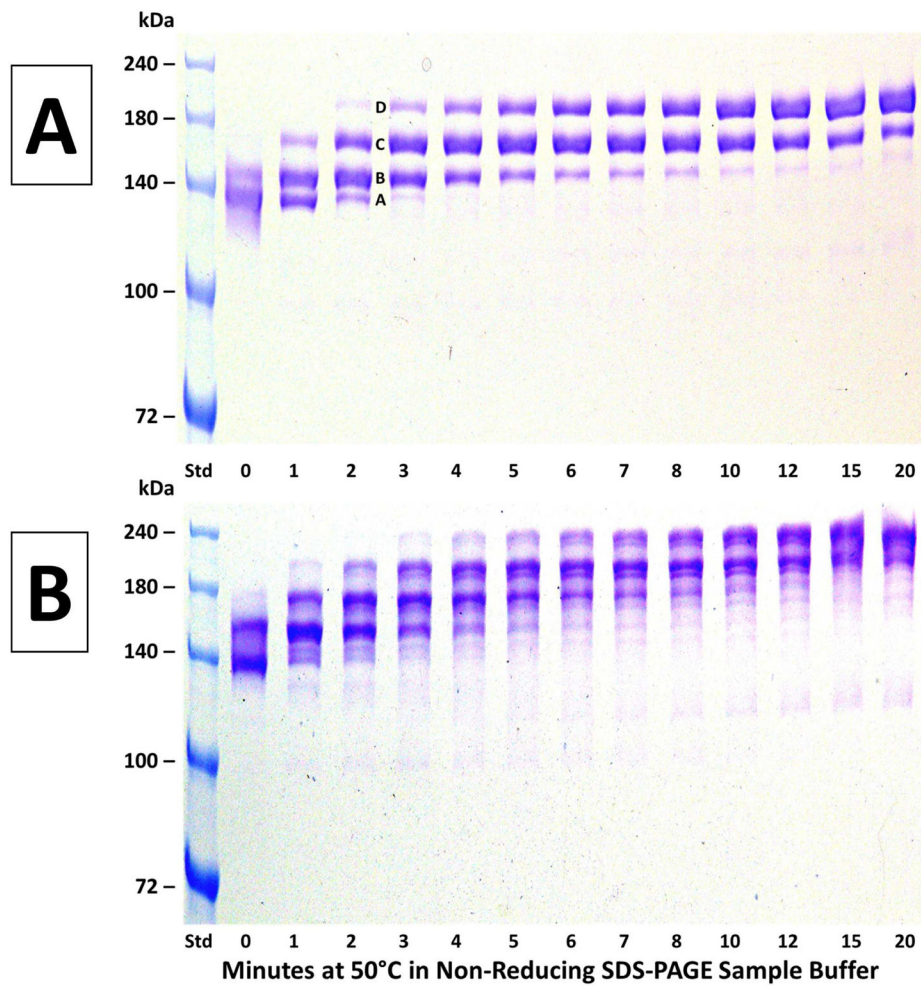 kDa
240 –
A
D
180 –
C
B
140 –
A
100 –
72 –
Std 0 1 2 3 4 5 6 7 8 10 12 15 20
kDa
240 –
B
180 –
140 –
100 –
72 –
Std 0 1 2 3 4 5 6 7 8 10 12 15 20
Minutes at 50°C in Non-Reducing SDS-PAGE Sample Buffer